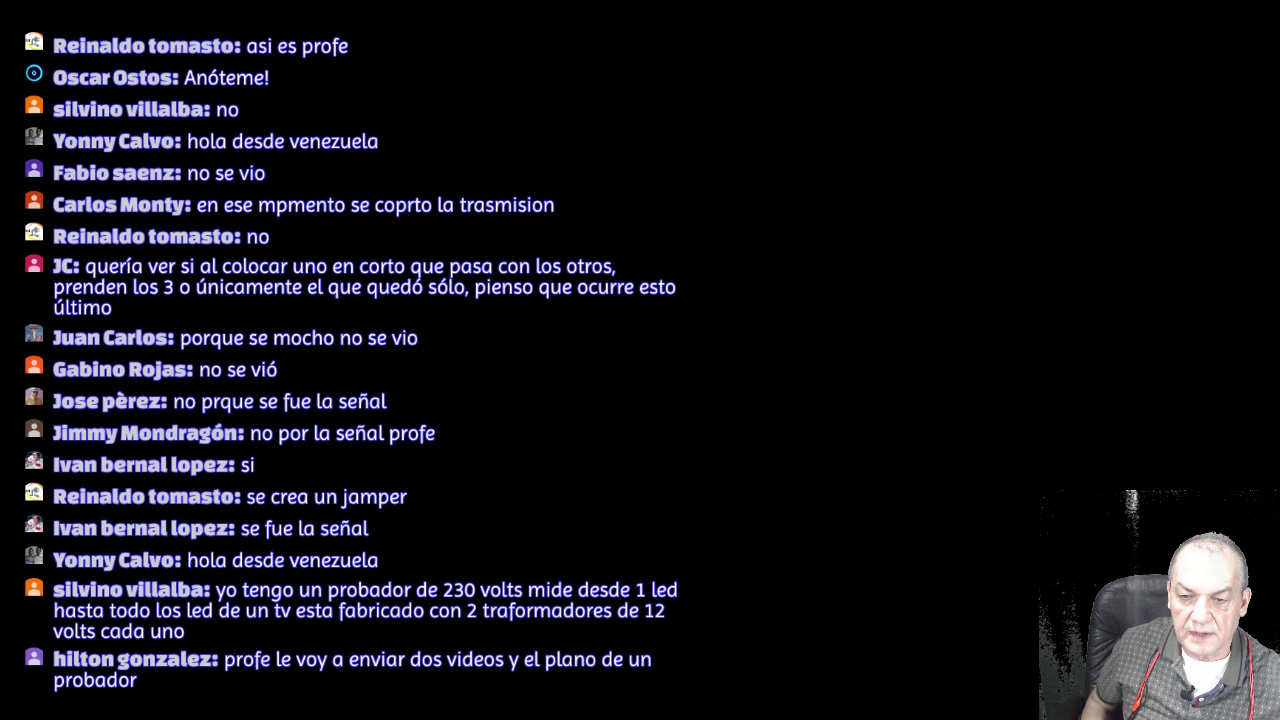 Reinaldo tomasto: asi es profe
Oscar Ostos: Anóteme!
silvino villalba: no
Yonny Calvo: hola desde venezuela
Fabio saenz: no se vio
Carlos Monty: en ese mpmento se coprto la trasmision
Reinaldo tomasto: no
JC: quería ver si al colocar uno en corto que pasa con los otros,
prenden los 3 o únicamente el que quedó sólo, pienso que ocurre esto
último
Juan Carlos: porque se mocho no se vio
Gabino Rojas: no se vió
Jose pèrez: no prque se fue la señal
Jimmy Mondragón: no por la señal profe
Ivan bernal lopez: si
Reinaldo tomasto: se crea un jamper
Ivan bernal lopez: se fue la señal
Yonny Calvo: hola desde venezuela
silvino villalba: yo tengo un probador de 230 volts mide desde 1 led
hasta todo los led de un tv esta fabricado con 2 traformadores de 12
volts cada uno
hilton gonzalez: profe le voy a enviar dos videos y el plano de un
probador